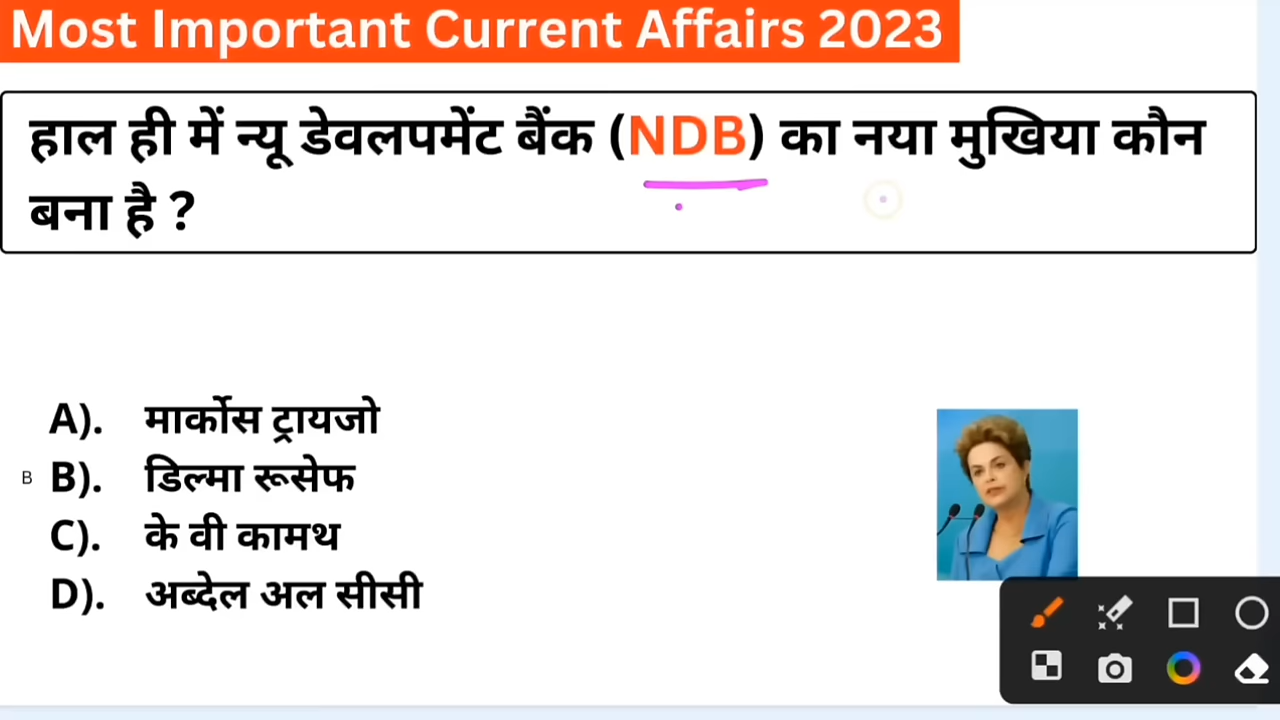 Most Important Current Affairs 2023
हाल ही में न्यू डेवलपमेंट बैंक (NDB) का नया मुखिया कौन
बना है ?
A). मार्कोस ट्रायजो
B B). डिल्मा रूसेफ
C). के वी कामथ
D). अब्देल अल सीसी